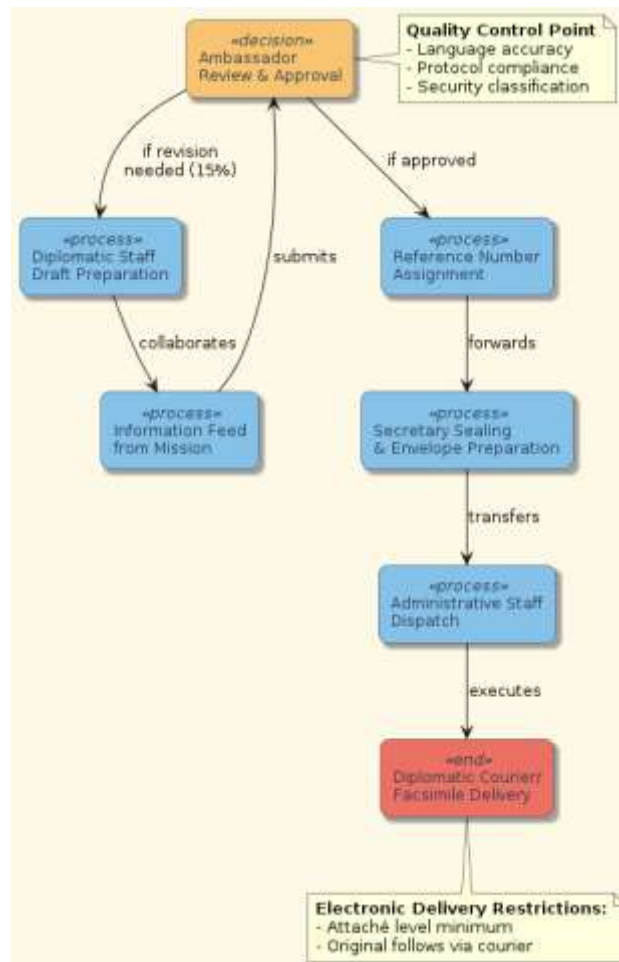 «decision»
Ambassador
Review & Approval
Quality Control Point
- Language accuracy
- Protocol compliance
- Security classification
if revision
needed (15%)
if approved
«process»
Diplomatic Staff
Draft Preparation
submits
«process»
Reference Number
Assignment
collaborates
forwards
«process»
Information Feed
from Mission
«process»
Secretary Sealing
& Envelope Preparation
transfers
«process»
Administrative Staff
Dispatch
executes
«end»
Diplomatic Courier/
Facsimile Delivery
Electronic Delivery Restrictions:
- Attaché level minimum
- Original follows via courier